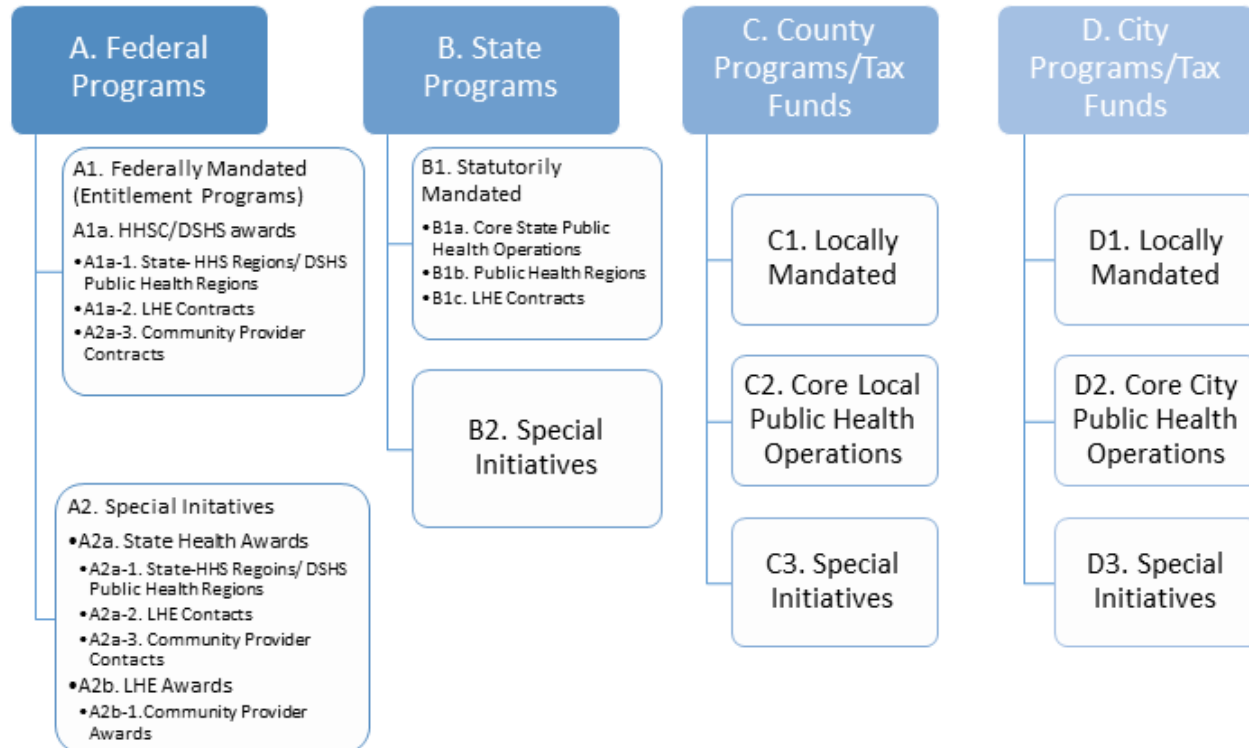 A. Federal
Programs
A1. Federally Mandated
(Entitlement Programs)
A1a. HHSC/DSHS awards
•A1a-1. State- HHS Regions/ DSHS
Public Health Regions
•A1a-2. LHE Contracts
•A2a-3. Community Provider
Contracts
A2. Special Initatives
•A2a. State Health Awards
•A2a-1. State-HHS Regoins/ DSHS
Public Health Regions
•A2a-2. LHE Contacts
•A2a-3. Community Provider
Contacts
•A2b. LHE Awards
•A2b-1.Community Provider
Awards
B. State
Programs
B1. Statutorily
Mandated
•B1a. Core State Public
Health Operations
•B1b. Public Health Regions
•B1c. LHE Contracts
B2. Special
Initiatives
C. County
Programs/Tax
Funds
C1. Locally
Mandated
C2. Core Local
Public Health
Operations
C3. Special
Initiatives
D. City
Programs/Tax
Funds
D1. Locally
Mandated
D2. Core City
Public Health
Operations
D3. Special
Initiatives